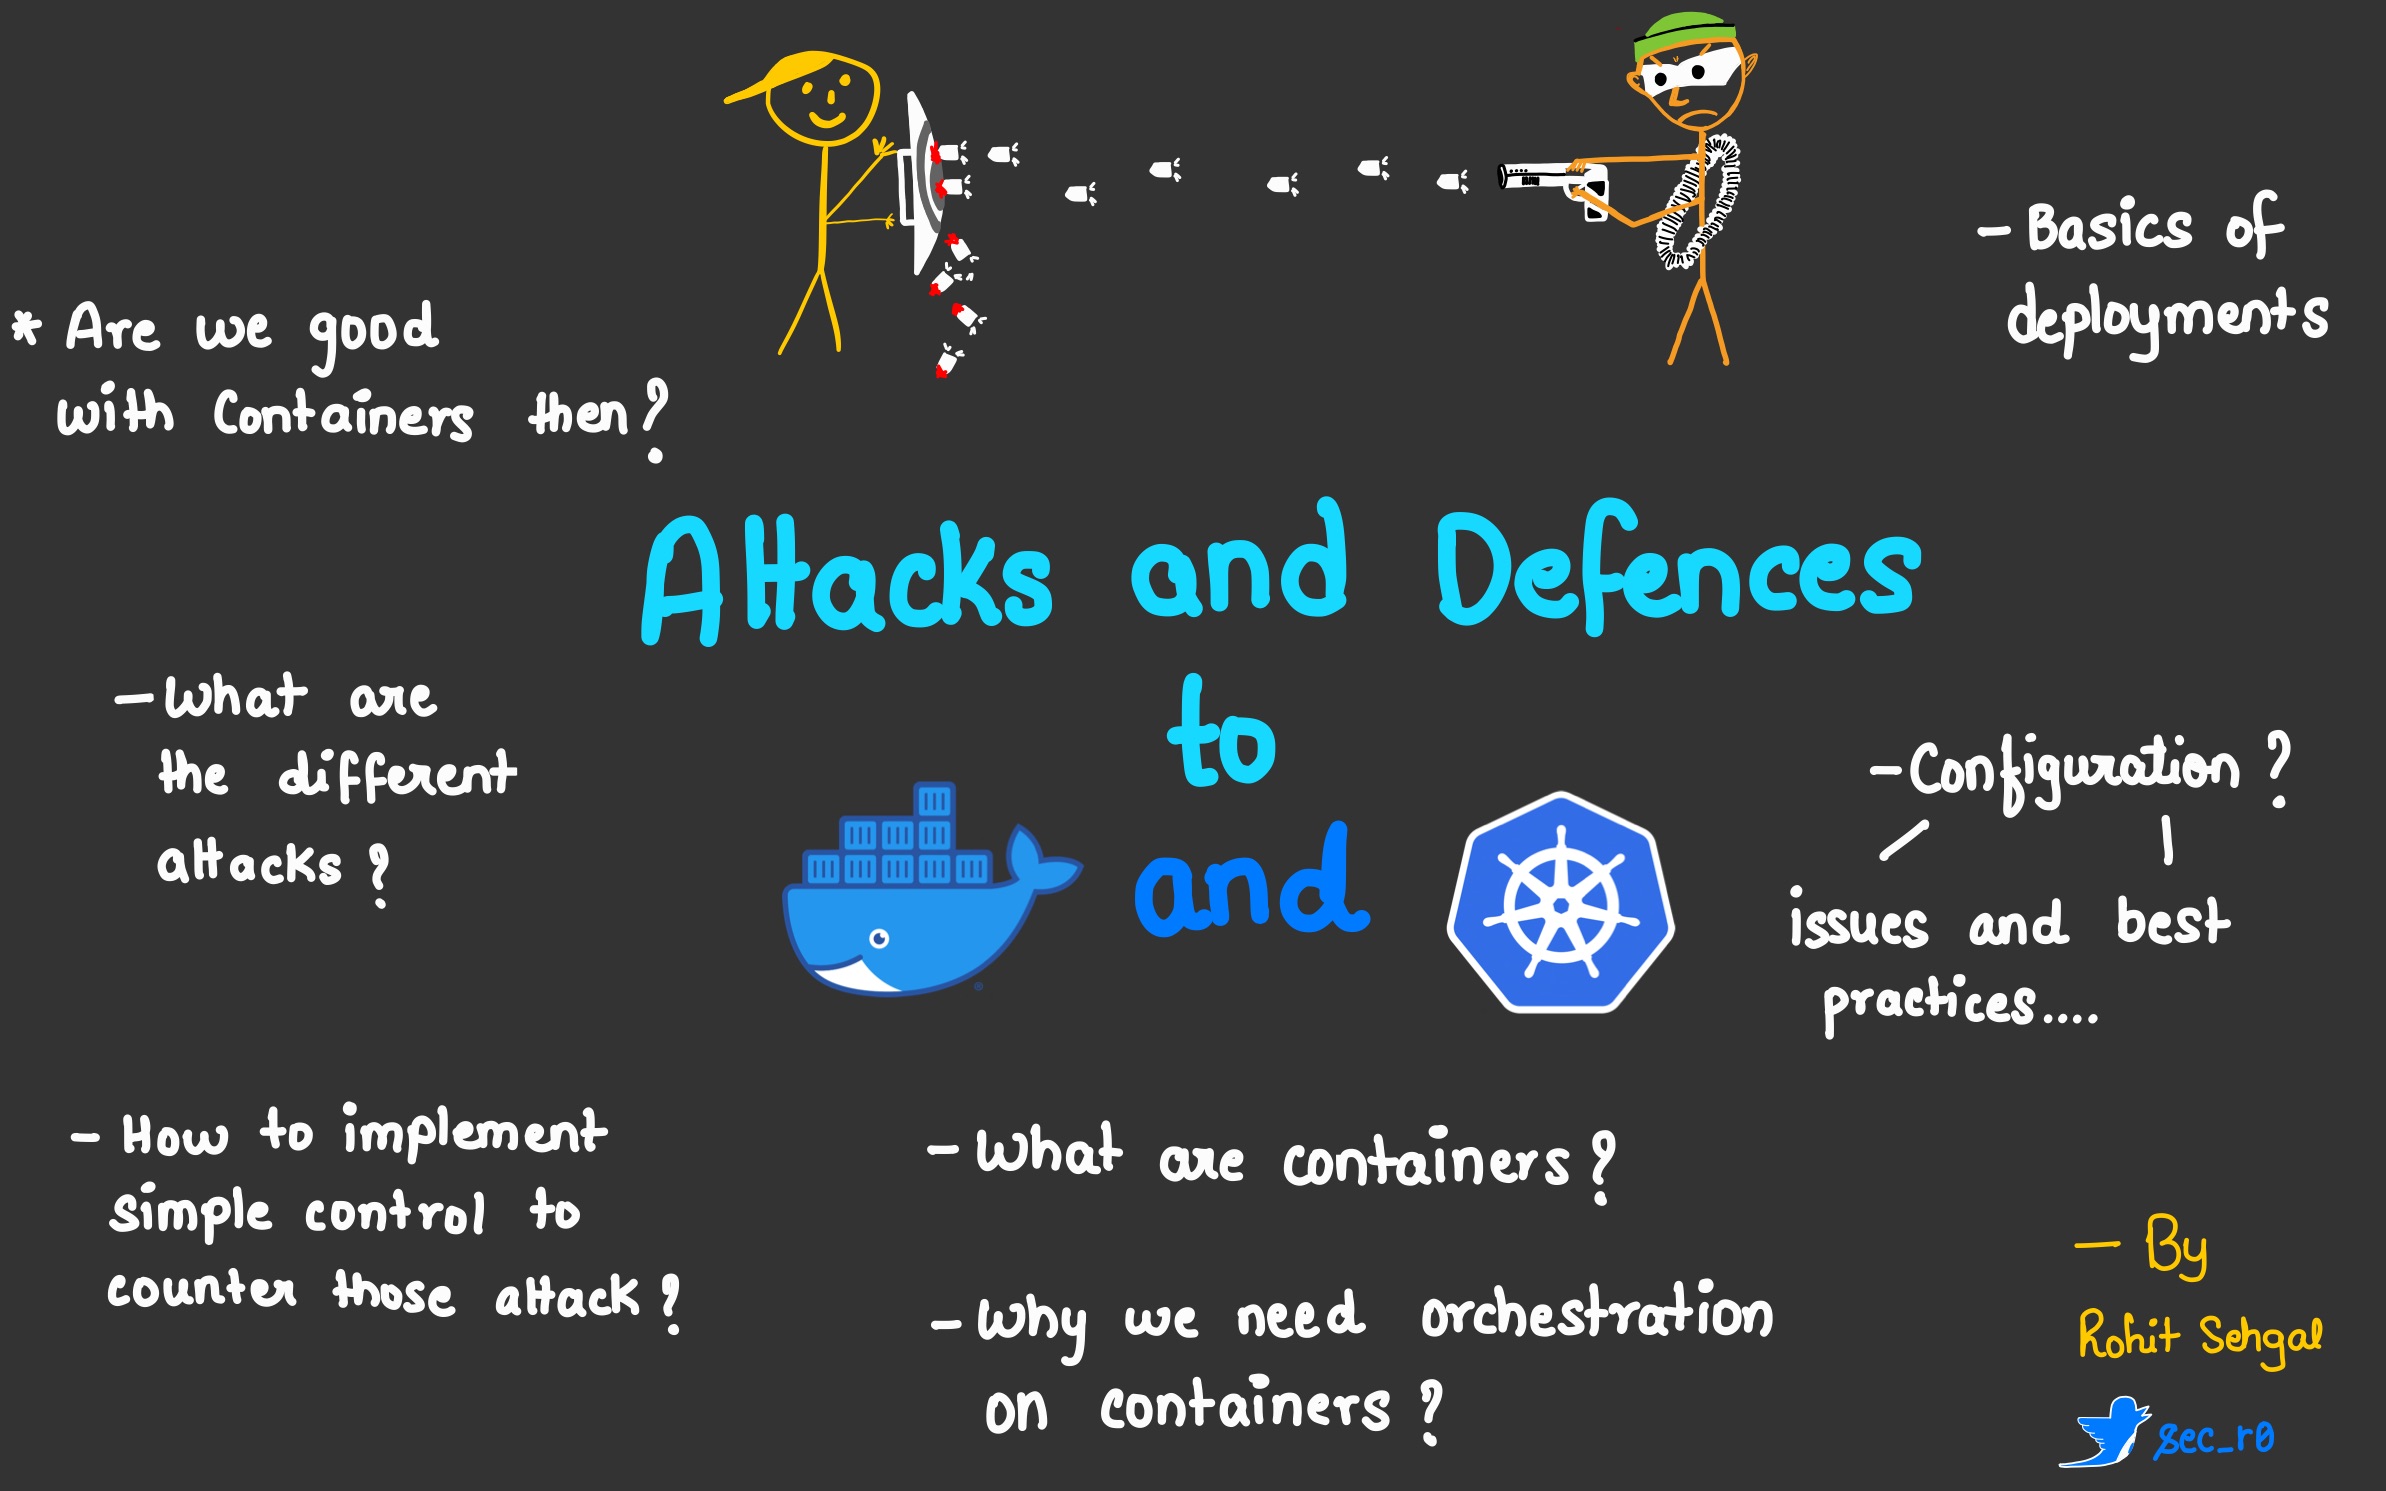 - Basics of
deployments
* Are we good
with Containers then?
Attacks and Defences
to
and
- What are
the different
attacks ?
- Configuration ?
issues and best
practices....
- How to implement
simple control to
counter those attack ?
- What are containers ?
- Why we need orchestration
on containers ?
- By
Rohit Sehgal
sec_r0